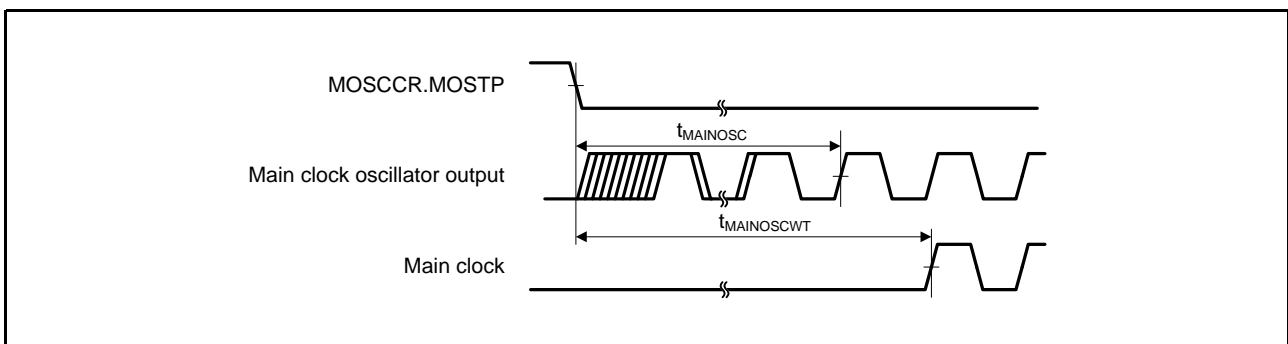 MOSCCR.MOSTP
tMAINOSC
Main clock oscillator output
tMAINOSCWT
Main clock